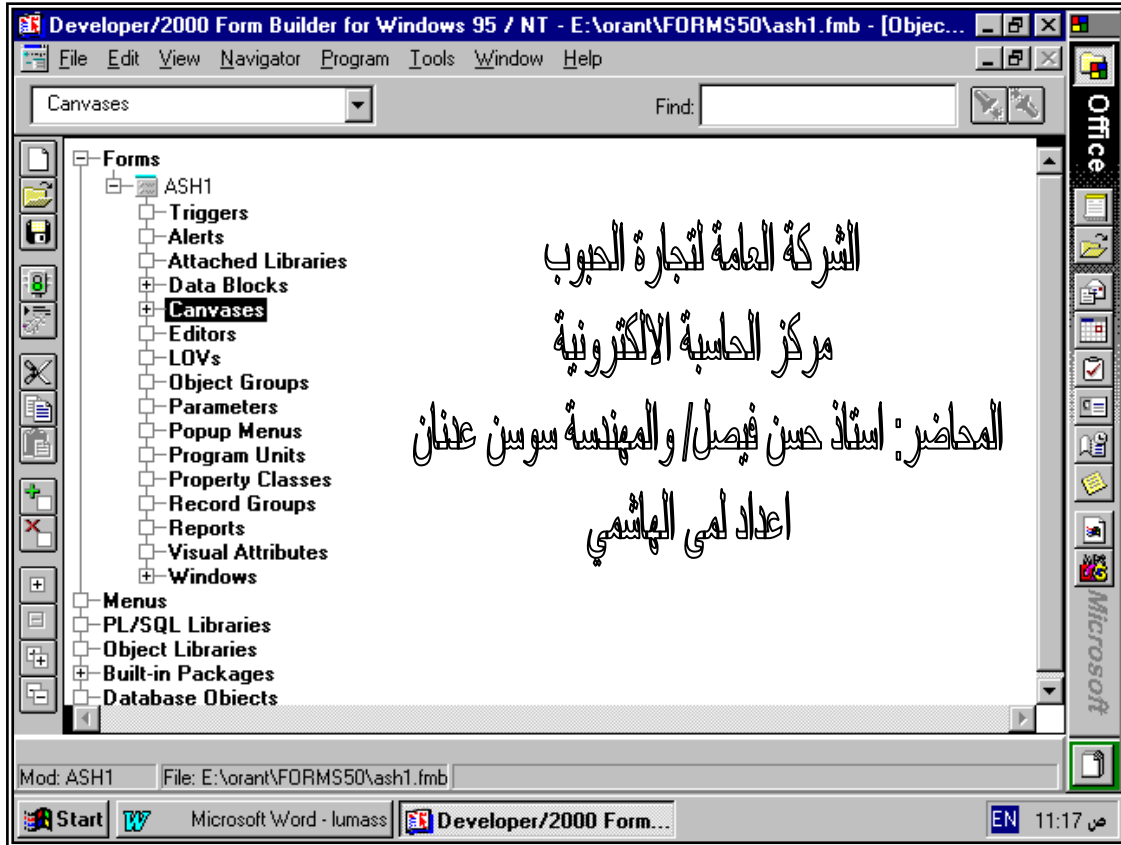 Developer/2000 Form Builder for Windows 95 / NT - E:\orant\FORMS50\ash1.fmb - [Objec...
File Edit View Navigator Program Tools Window Help
Canvases
Find:
Forms
ASH1
Triggers
Alerts
Attached Libraries
Data Blocks
Canvases
Editors
LOVs
Object Groups
Parameters
Popup Menus
Program Units
Property Classes
Record Groups
Reports
Visual Attributes
Windows
Menus
PL/SQL Libraries
Object Libraries
Built-in Packages
Database Objects
الشركة العامة لتجارة الحبوب
مركز الحاسبة الالكترونية
المحاضر: استاذ حسن فيصل/ و المهندسة سوسن عدنان
اعداد لمى الهاشمي
Office
Microsoft
Mod: ASH1 File: E:\orant\FORMS50\ash1.fmb
Start Microsoft Word - lumass Developer/2000 Form... EN 11:17 ص